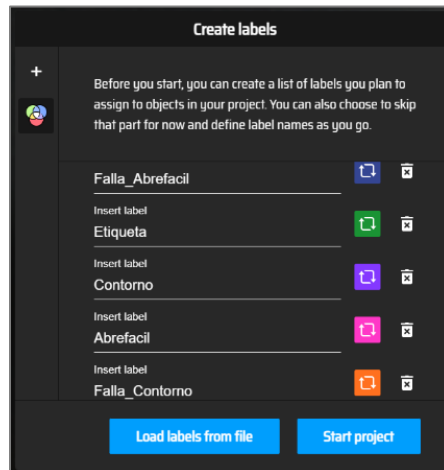 Create labels
Before you start, you can create a list of labels you plan to
assign to objects in your project. You can also choose to skip
that part for now and define label names as you go.
Falla_Abrefacil
Insert label
Etiqueta
Insert label
Contorno
Insert label
Abrefacil
Insert label
Falla_Contorno
Load labels from file
Start project